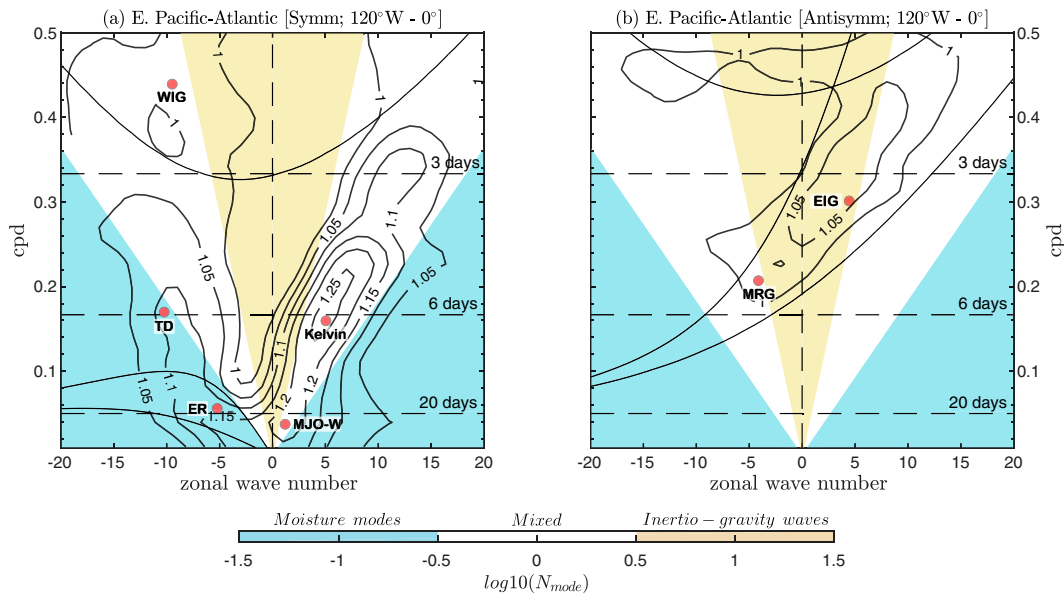 (a) E. Pacific-Atlantic [Symm; 120°W - 0°]
(b) E. Pacific-Atlantic [Antisymm; 120°W - 0°]
0.5
0.4
0.3
0.2
0.1
cpd
-20 -15 -10 -5 0 5 10 15 20
zonal wave number
WIG
TD
ER
Kelvin
MJO-W
3 days
6 days
20 days
1
1
1
1
1
1.05
1.05
1.05
1.05
1.1
1.1
1.1
1.15
1.15
1.2
1.2
1.25
0.5
0.4
0.3
0.2
0.1
cpd
-20 -15 -10 -5 0 5 10 15 20
zonal wave number
EIG
MRG
3 days
6 days
20 days
1
1
1
1.05
1.05
1.05
Moisture modes Mixed Inertio-gravity waves
-1.5 -1 -0.5 0 0.5 1 1.5
log10(N_mode)